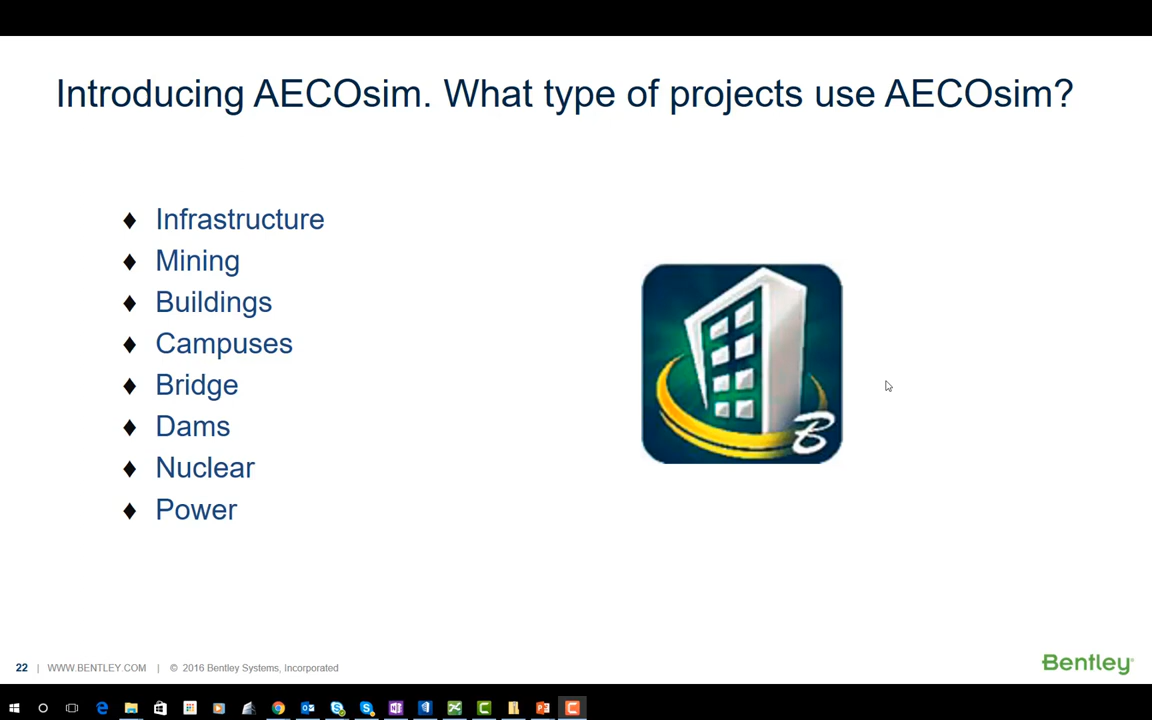 Introducing AECOsim. What type of projects use AECOsim?
♦ Infrastructure
♦ Mining
♦ Buildings
♦ Campuses
♦ Bridge
♦ Dams
♦ Nuclear
♦ Power
B
22 | WWW.BENTLEY.COM | © 2016 Bentley Systems, Incorporated
Bentley®